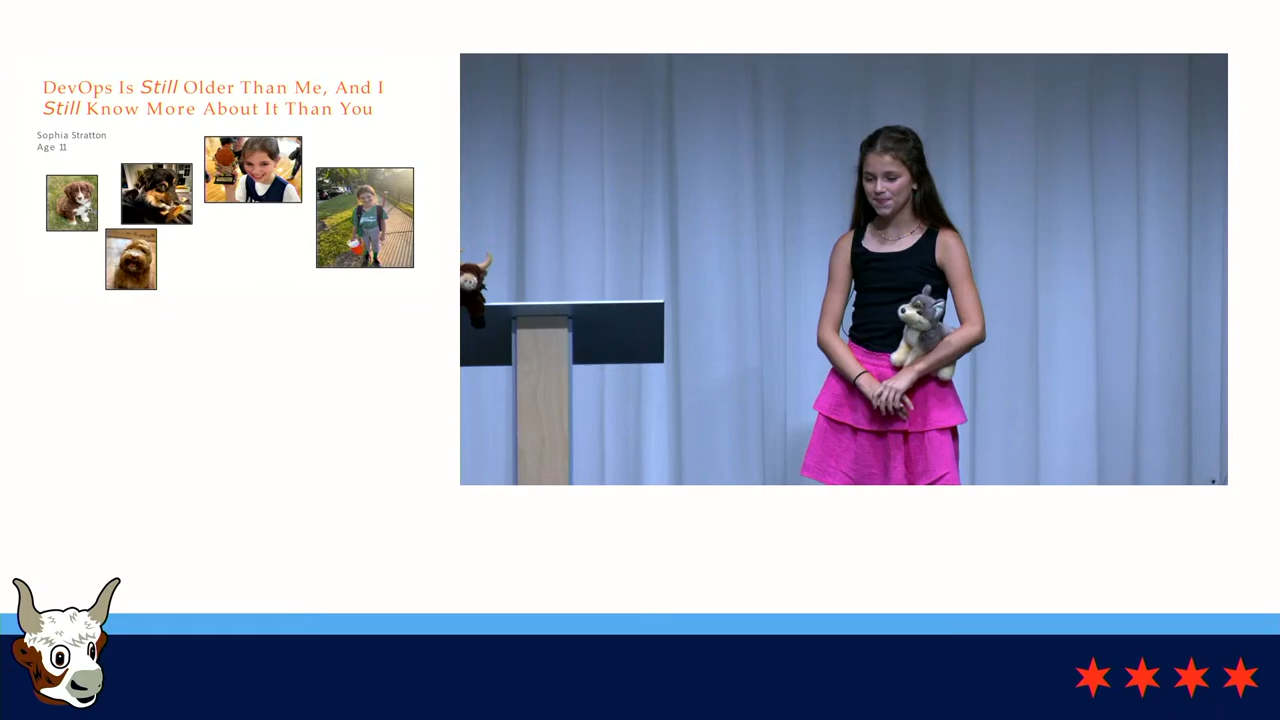 DevOps Is Still Older Than Me, And I
Still Know More About It Than You
Sophia Stratton
Age 11